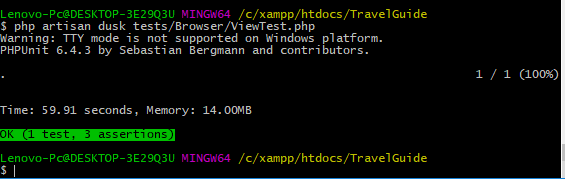 Lenovo-Pc@DESKTOP-3E29Q3U MINGW64 /c/xampp/htdocs/TravelGuide
$ php artisan dusk tests/Browser/ViewTest.php
Warning: TTY mode is not supported on Windows platform.
PHPUnit 6.4.3 by Sebastian Bergmann and contributors.
. 1 / 1 (100%)
Time: 59.91 seconds, Memory: 14.00MB
OK (1 test, 3 assertions)
Lenovo-Pc@DESKTOP-3E29Q3U MINGW64 /c/xampp/htdocs/TravelGuide
$